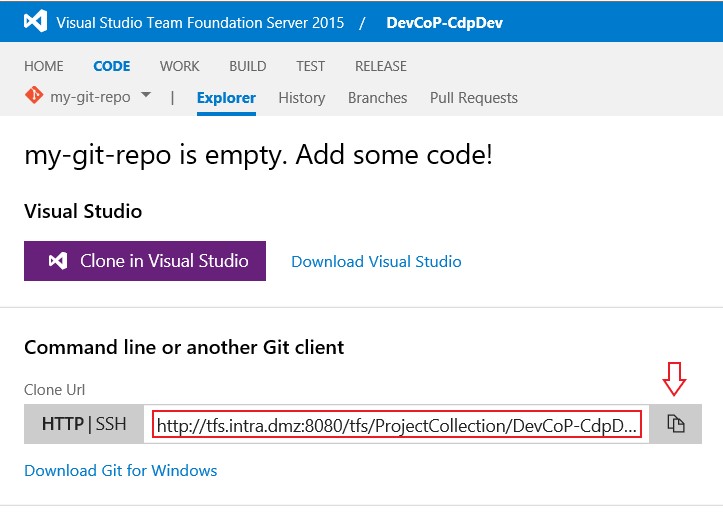 Visual Studio Team Foundation Server 2015 / DevCoP-CdpDev
HOME CODE WORK BUILD TEST RELEASE
my-git-repo | Explorer History Branches Pull Requests
my-git-repo is empty. Add some code!
Visual Studio
Clone in Visual Studio Download Visual Studio
Command line or another Git client
Clone Url
HTTP | SSH http://tfs.intra.dmz:8080/tfs/ProjectCollection/DevCoP-CdpD...
Download Git for Windows